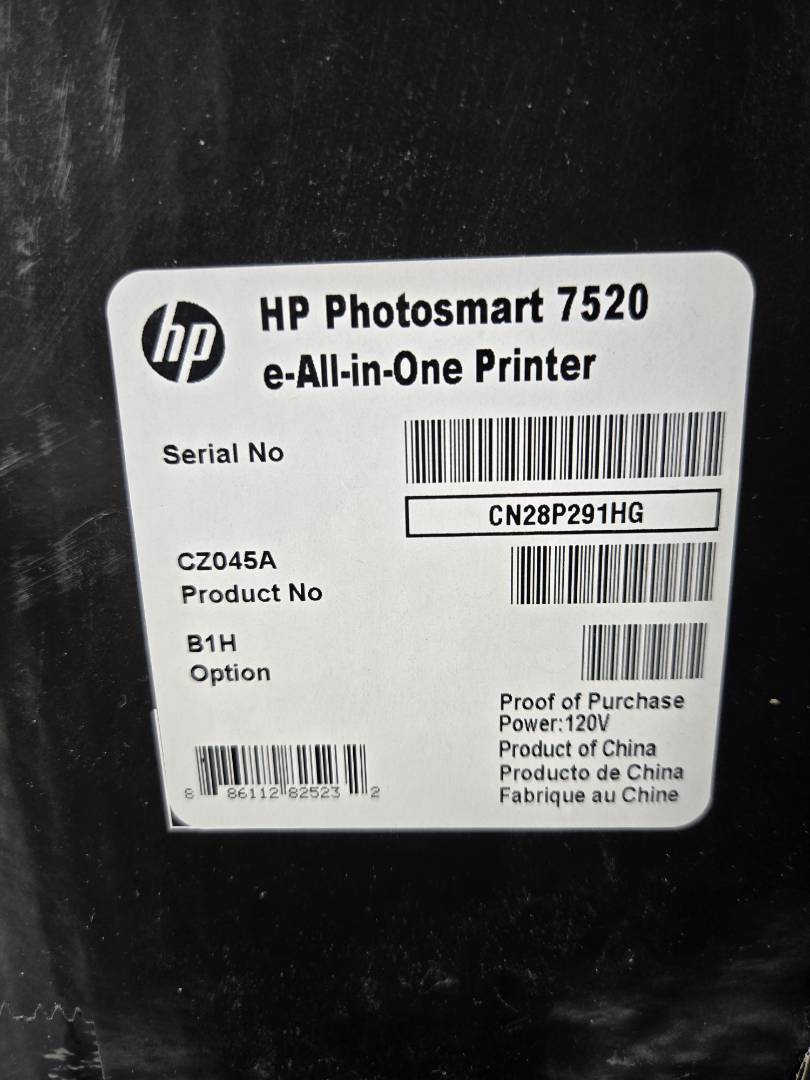 hp
HP Photosmart 7520
e-All-in-One Printer
Serial No
CN28P291HG
CZ045A
Product No
B1H
Option
Proof of Purchase
Power:120V
Product of China
Producto de China
Fabrique au Chine
8 86112 82523 2